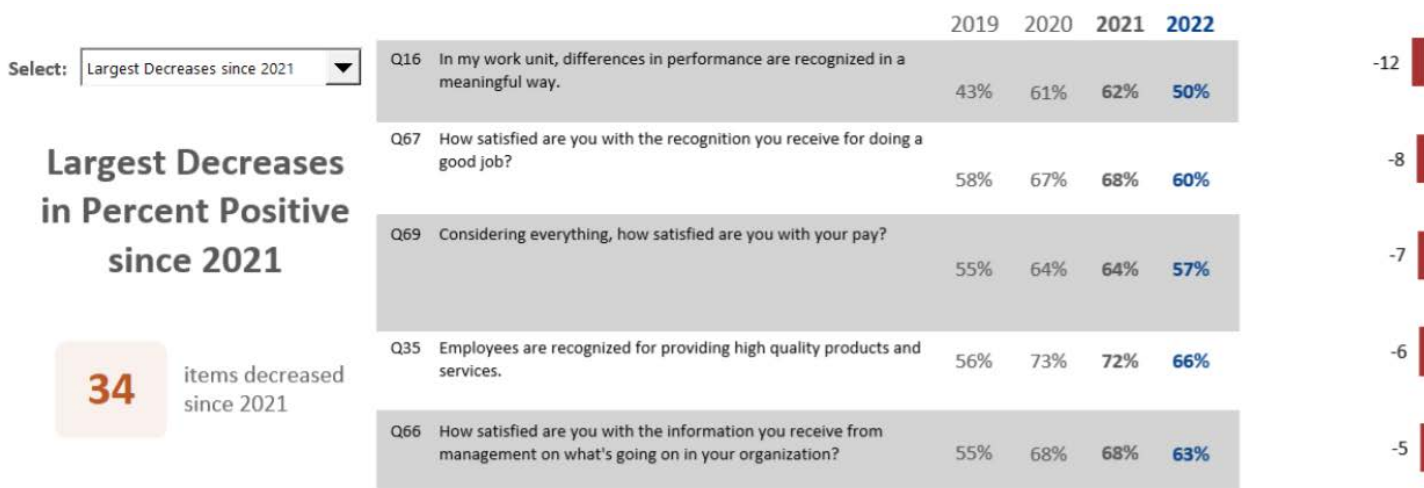 Select: Largest Decreases since 2021
Largest Decreases
in Percent Positive
since 2021
34 items decreased
since 2021
2019 2020 2021 2022
Q16 In my work unit, differences in performance are recognized in a
meaningful way.
43% 61% 62% 50%
-12
Q67 How satisfied are you with the recognition you receive for doing a
good job?
58% 67% 68% 60%
-8
Q69 Considering everything, how satisfied are you with your pay?
55% 64% 64% 57%
-7
Q35 Employees are recognized for providing high quality products and
services.
56% 73% 72% 66%
-6
Q66 How satisfied are you with the information you receive from
management on what's going on in your organization?
55% 68% 68% 63%
-5